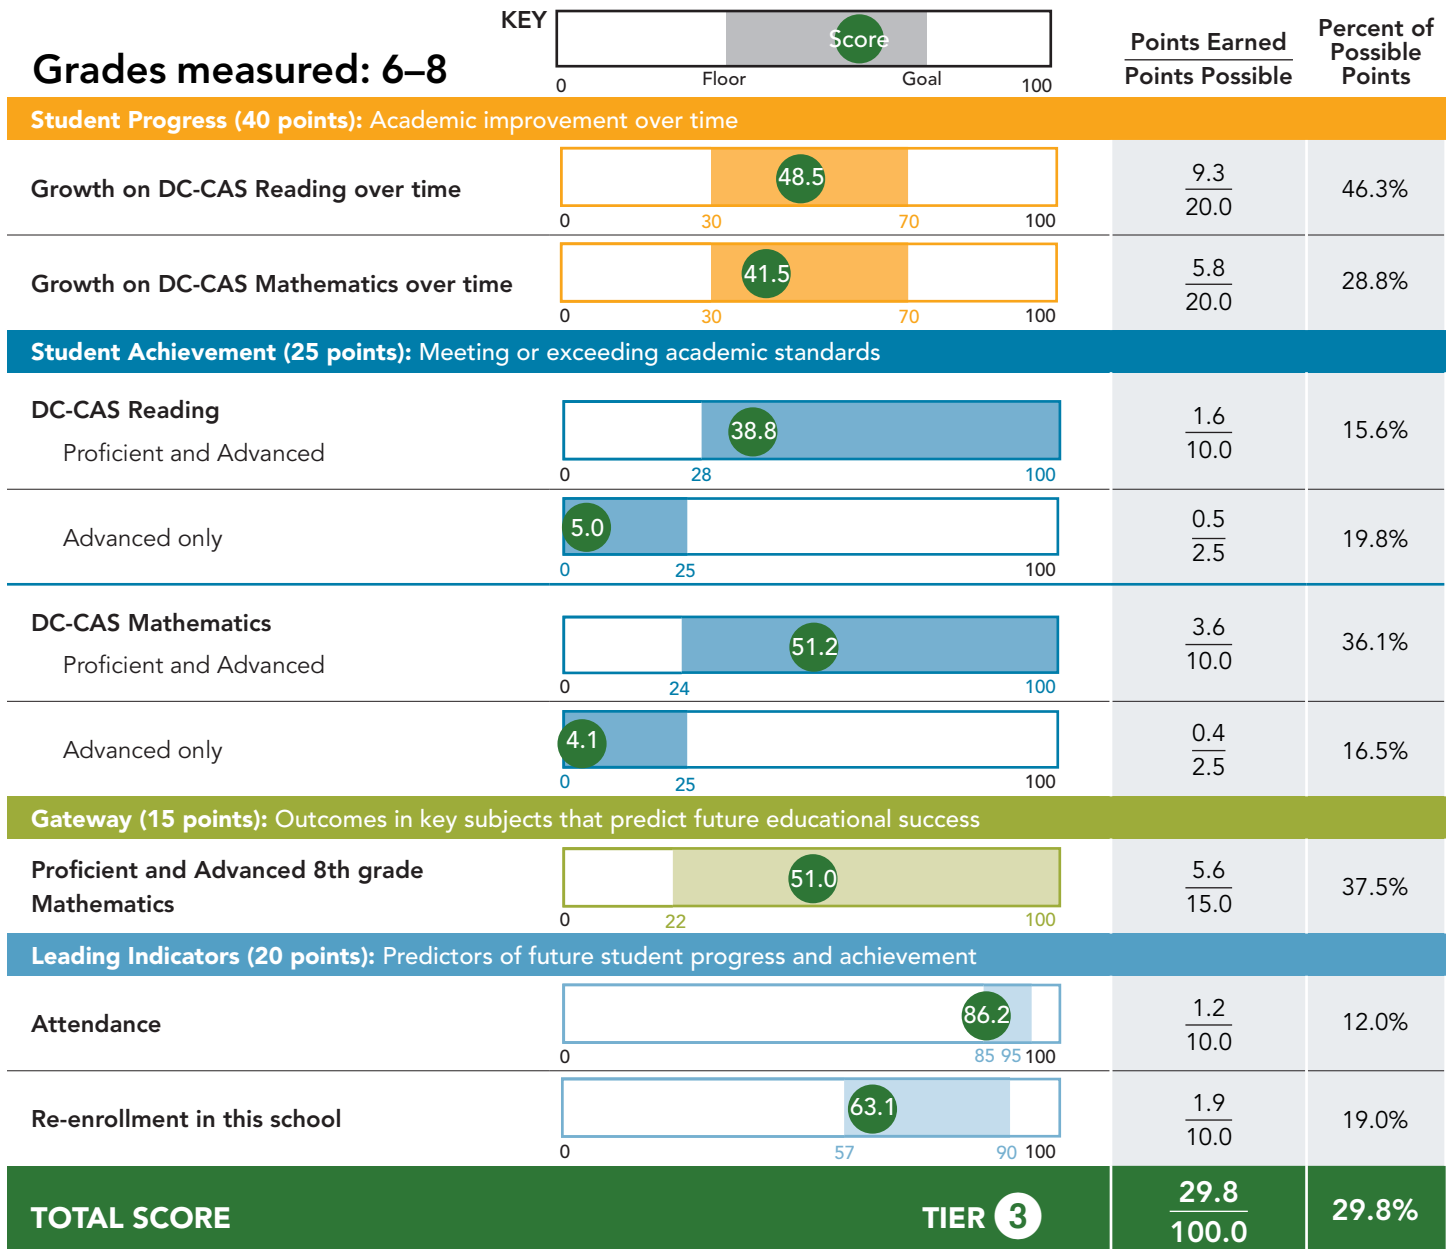 KEY
Score
0 Floor Goal 100
Grades measured: 6–8
Points Earned
Points Possible
Percent of
Possible
Points
Student Progress (40 points): Academic improvement over time
Growth on DC-CAS Reading over time
48.5
0 30 70 100
9.3
20.0
46.3%
Growth on DC-CAS Mathematics over time
41.5
0 30 70 100
5.8
20.0
28.8%
Student Achievement (25 points): Meeting or exceeding academic standards
DC-CAS Reading
Proficient and Advanced
38.8
0 28 100
1.6
10.0
15.6%
Advanced only
5.0
0 25 100
0.5
2.5
19.8%
DC-CAS Mathematics
Proficient and Advanced
51.2
0 24 100
3.6
10.0
36.1%
Advanced only
4.1
0 25 100
0.4
2.5
16.5%
Gateway (15 points): Outcomes in key subjects that predict future educational success
Proficient and Advanced 8th grade
Mathematics
51.0
0 22 100
5.6
15.0
37.5%
Leading Indicators (20 points): Predictors of future student progress and achievement
Attendance
86.2
0 85 95 100
1.2
10.0
12.0%
Re-enrollment in this school
63.1
0 57 90 100
1.9
10.0
19.0%
TOTAL SCORE
TIER 3
29.8
100.0
29.8%